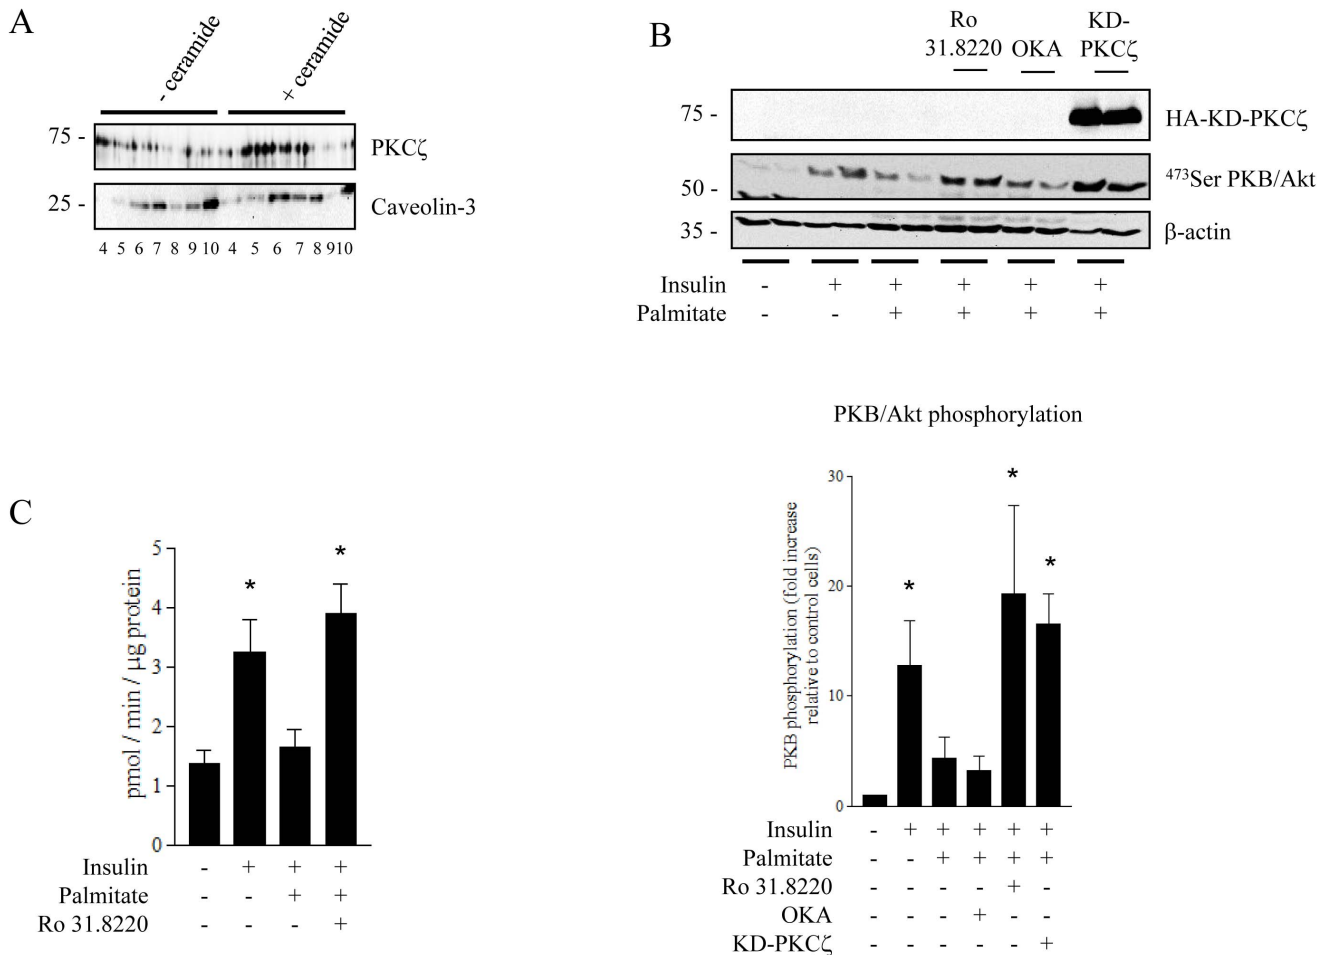 A
- ceramide
+ ceramide
75 -
PKCζ
25 -
Caveolin-3
4 5 6 7 8 9 10 4 5 6 7 8 9 10
B
Ro
31.8220
OKA
KD-
PKCζ
75 -
HA-KD-PKCζ
50 -
473Ser PKB/Akt
35 -
β-actin
Insulin - + + + + +
Palmitate - - + + + +
PKB/Akt phosphorylation
PKB phosphorylation (fold increase
relative to control cells)
30
20
10
0
* * *
Insulin - + + + + +
Palmitate - - + + + +
Ro 31.8220 - - - - + -
OKA - - - + - -
KD-PKCζ - - - - - +
C
pmol / min / µg protein
5
4
3
2
1
0
* *
Insulin - + + +
Palmitate - - + +
Ro 31.8220 - - - +